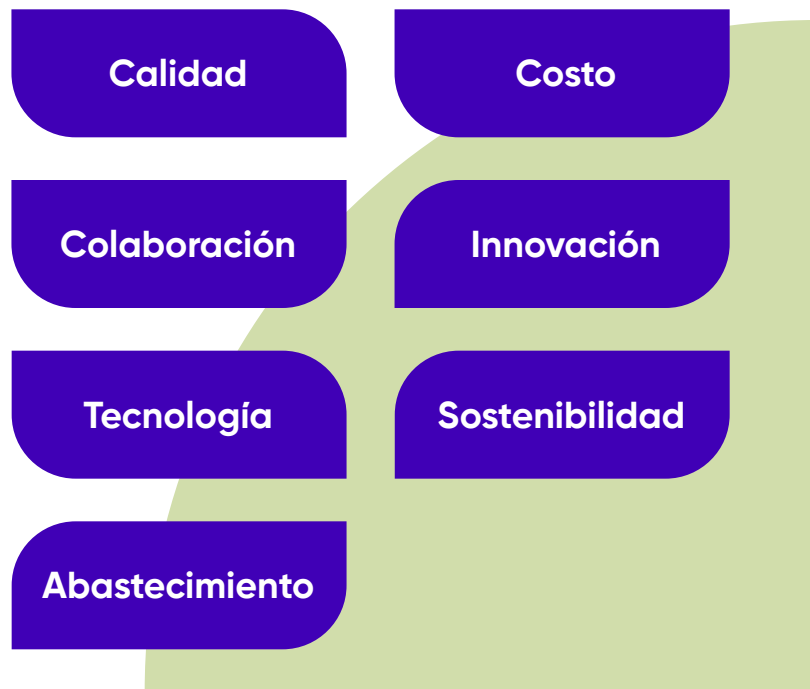 Calidad
Costo
Colaboración
Innovación
Tecnología
Sostenibilidad
Abastecimiento